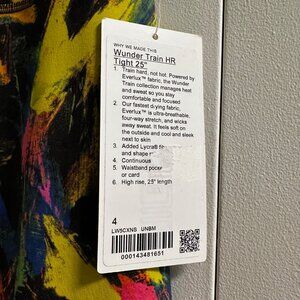 WHY WE MADE THIS
Wunder Train HR
Tight 25"
1. Train hard, not hot. Powered by
Everlux™ fabric, the Wunder
Train collection manages heat
and sweat so you stay
comfortable and focused
2. Our fastest drying fabric,
Everlux™ is ultra-breathable,
four-way stretch, and wicks
away sweat. It feels soft on
the outside and cool and sleek
next to skin
3. Added Lycra®
and shape
4. Continuous
5. Waistband
or card
6. High rise, 25" length
4
LW5CXNS UNBM
000143481651